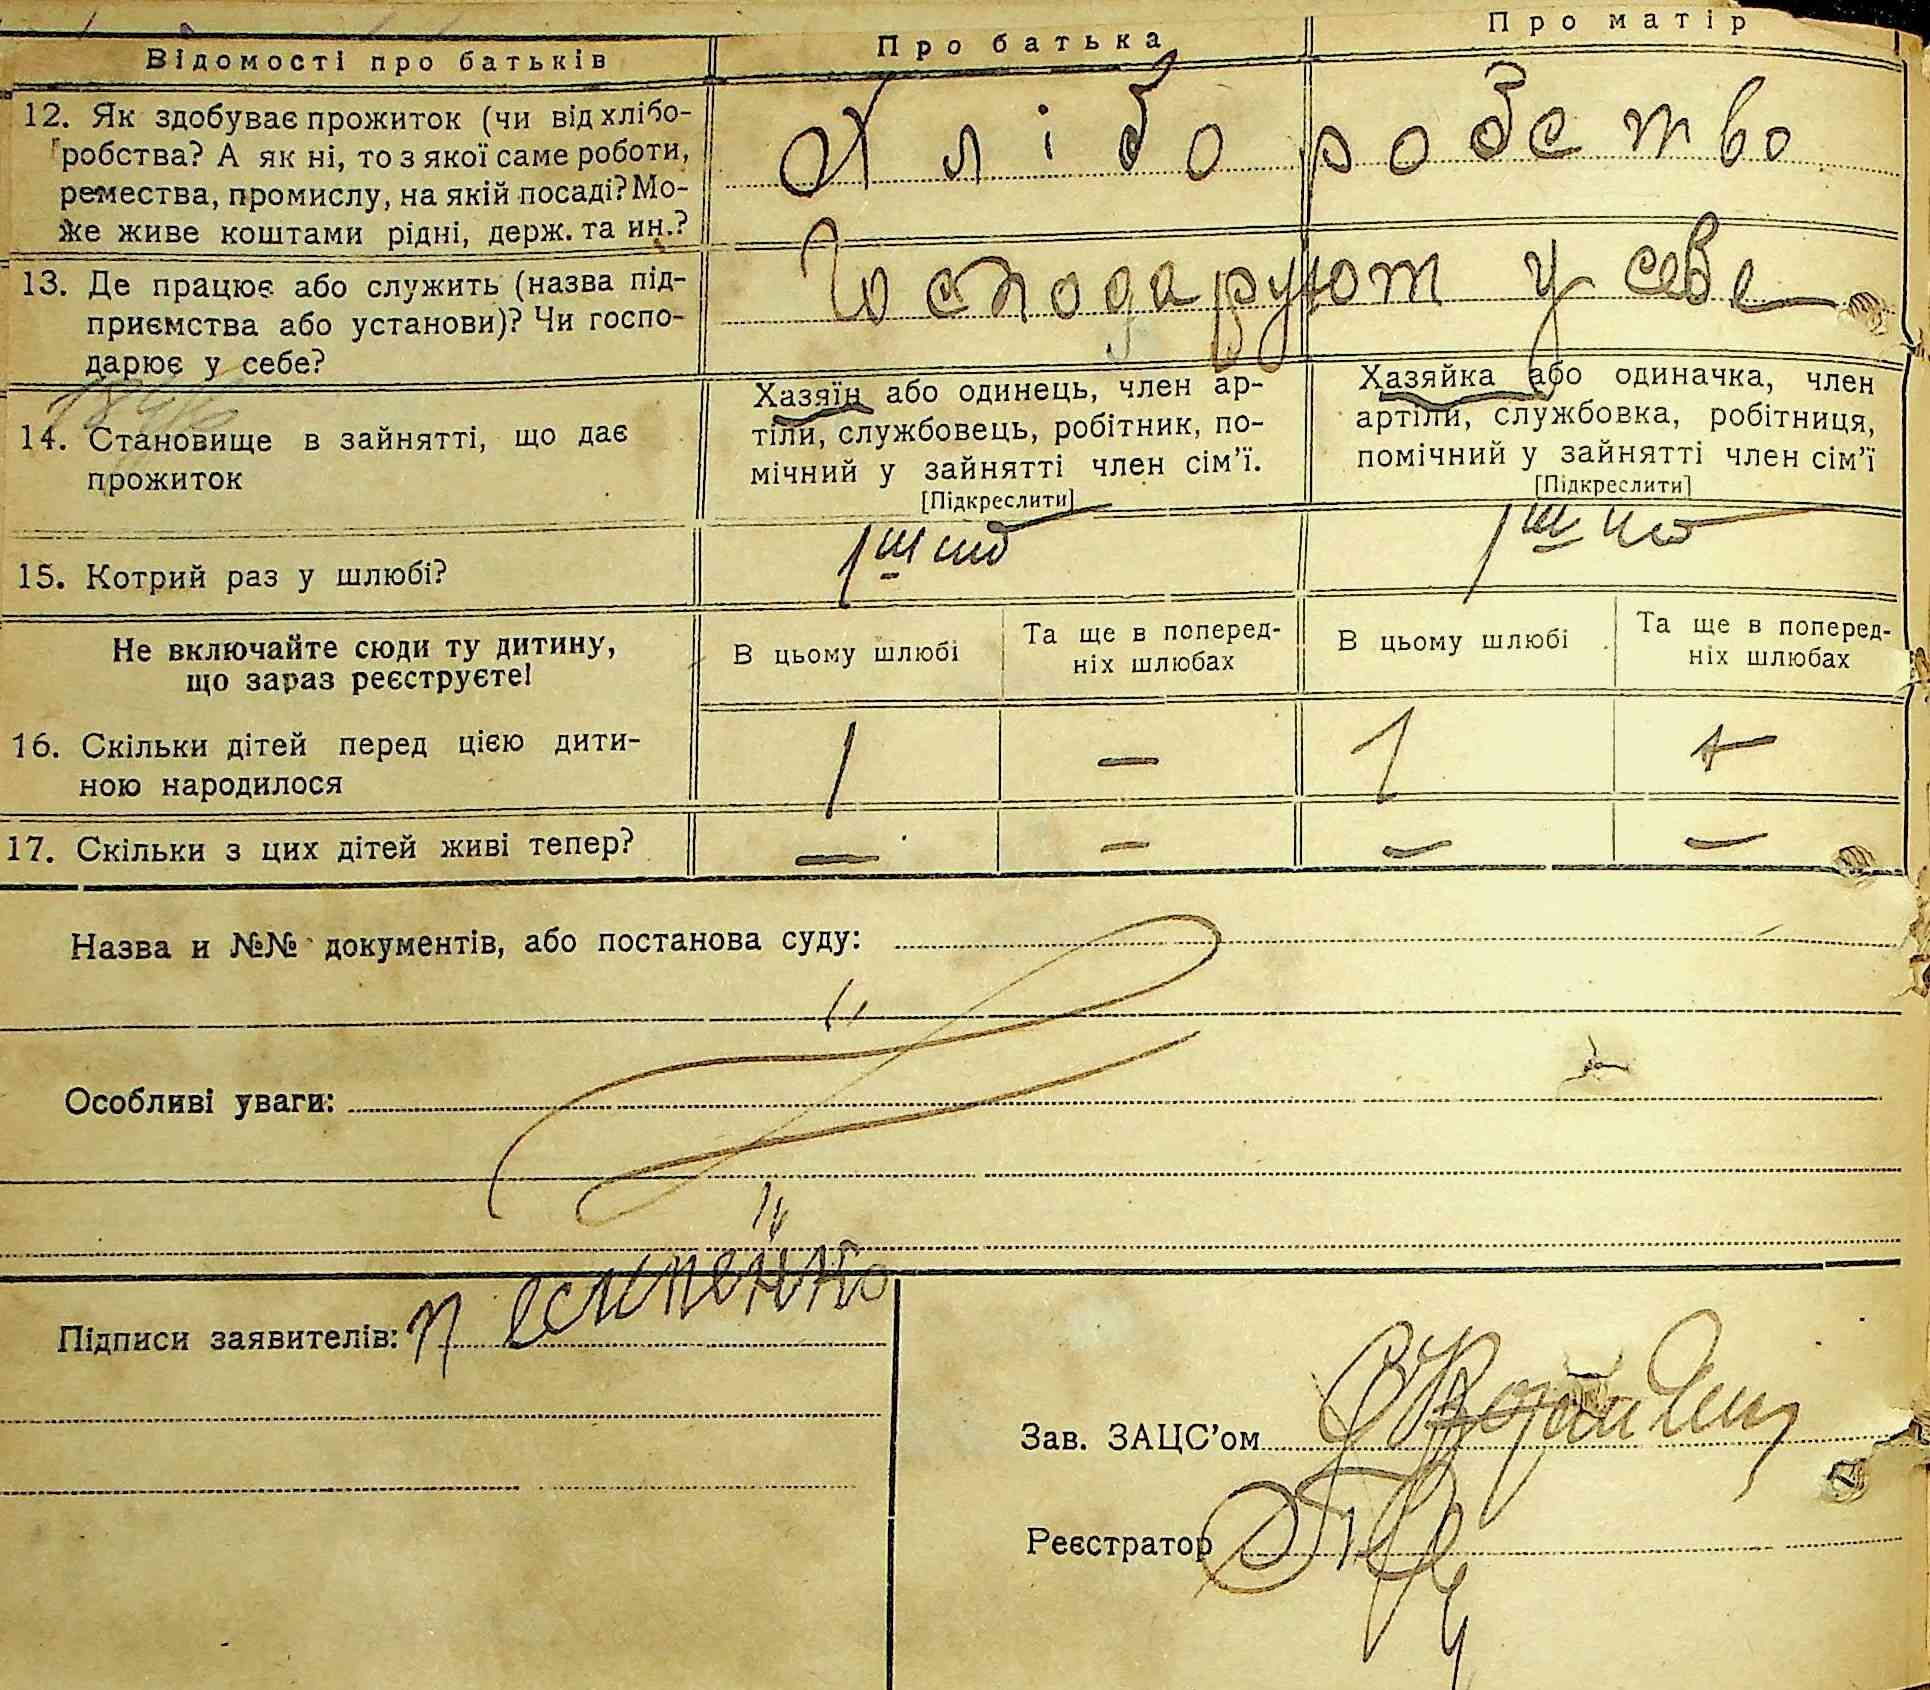 Відомості про батьків
Про батька
Про матір
12. Як здобуває прожиток (чи від хлібо-
робства? А як ні, то з якої саме роботи,
ремества, промислу, на якій посаді? Мо-
же живе коштами рідні, держ. та ин.?
Хліборобство
13. Де працює або служить (назва під-
приємства або установи)? Чи госпо-
дарює у себе?
Господарюют у себе
14. Становище в зайнятті, що дає
прожиток
Хазяїн або одинець, член ар-
тіли, службовець, робітник, по-
мічний у зайнятті член сім’ї.
[Підкреслити]
Хазяйка або одиначка, член
артіли, службовка, робітниця,
помічний у зайнятті член сім’ї
[Підкреслити]
15. Котрий раз у шлюбі?
Не включайте сюди ту дитину,
що зараз реєструєте!
В цьому шлюбі
Та ще в поперед-
ніх шлюбах
В цьому шлюбі
Та ще в поперед-
ніх шлюбах
16. Скільки дітей перед цією дити-
ною народилося
1 — 1 —
17. Скільки з цих дітей живі тепер?
— — — —
Назва и №№ документів, або постанова суду:
Особливі уваги:
Підписи заявителів:
Зав. ЗАЦС’ом
Реєстратор